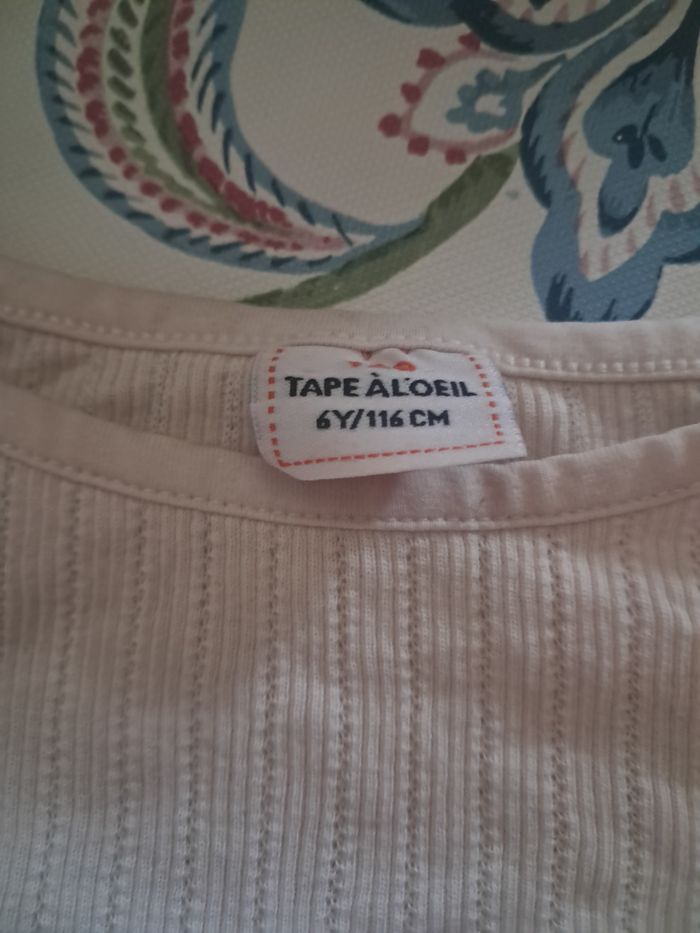 TAPE À L'OEIL
6Y/116 CM